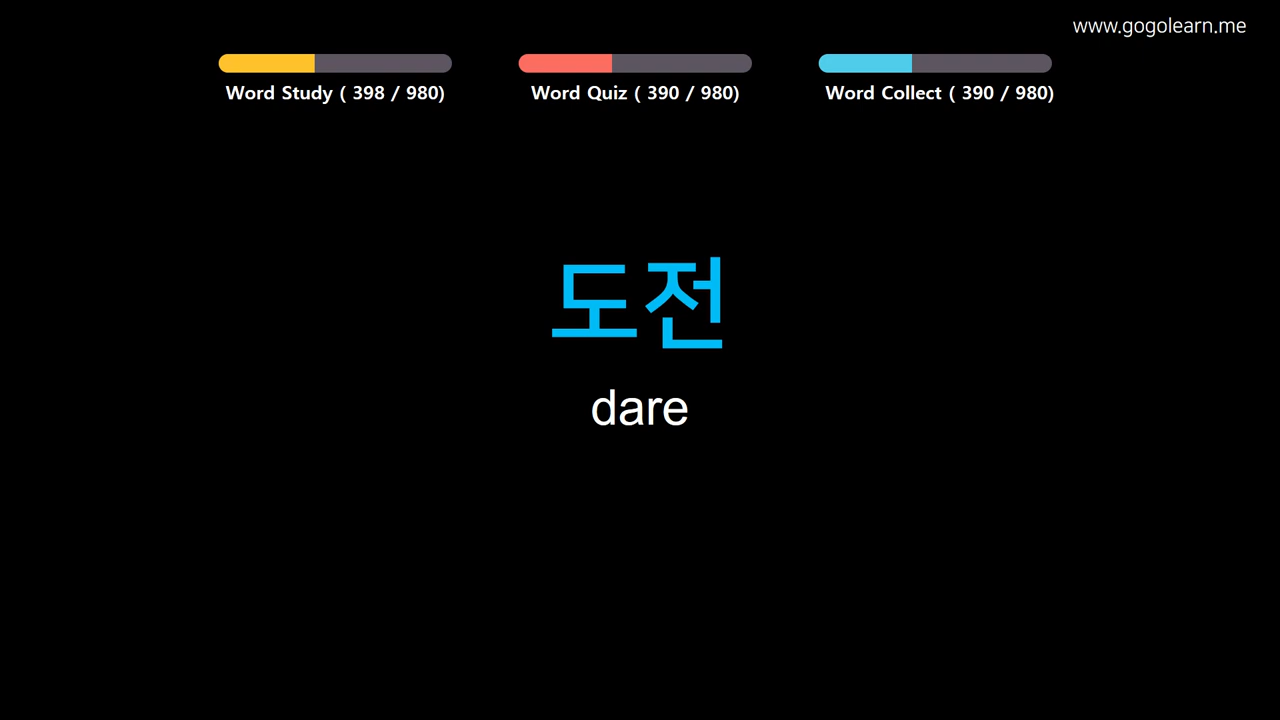 www.gogolearn.me
Word Study ( 398 / 980)
Word Quiz ( 390 / 980)
Word Collect ( 390 / 980)
도전
dare